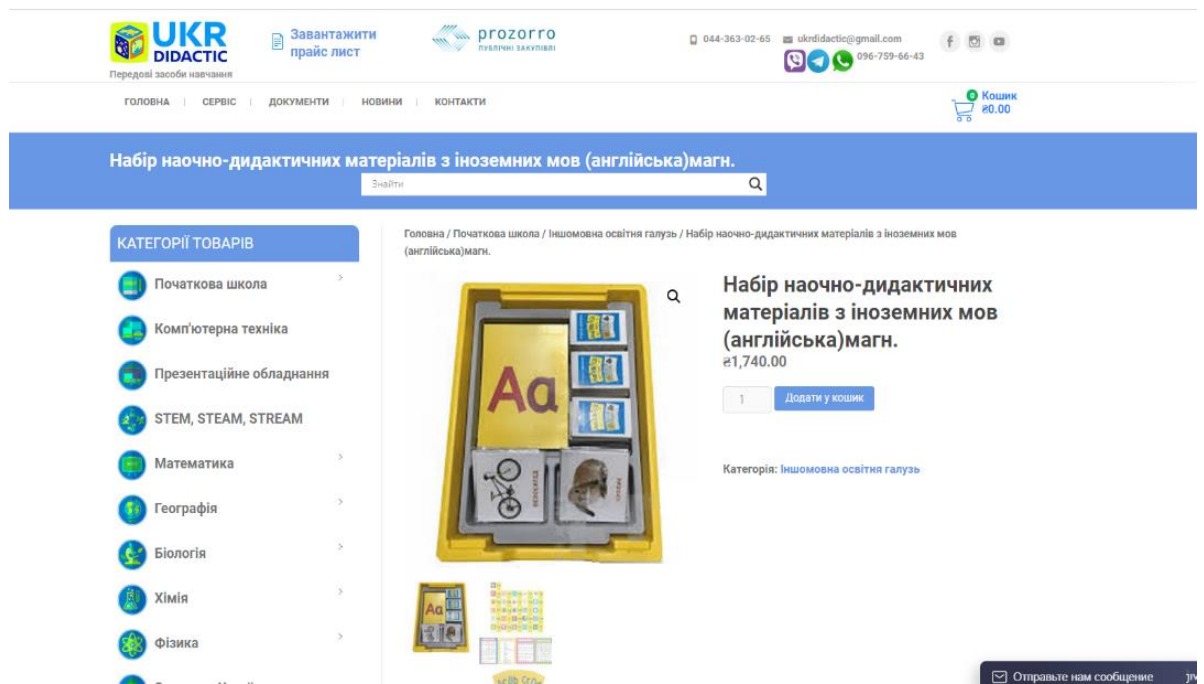 UKR
DIDACTIC
Передові засоби навчання
Завантажити
прайс лист
prozorro
ПУБЛІЧНІ ЗАКУПІВЛІ
044-363-02-65
ukrdidactic@gmail.com
096-759-66-43
ГОЛОВНА | СЕРВІС | ДОКУМЕНТИ | НОВИНИ | КОНТАКТИ
0 Кошик
₴0.00
Набір наочно-дидактичних матеріалів з іноземних мов (англійська)магн.
Знайти
КАТЕГОРІЇ ТОВАРІВ
Початкова школа
Комп'ютерна техніка
Презентаційне обладнання
STEM, STEAM, STREAM
Математика
Географія
Біологія
Хімія
Фізика
Головна / Початкова школа / Іншомовна освітня галузь / Набір наочно-дидактичних матеріалів з іноземних мов
(англійська)магн.
Aa
ВЕЛОСИПЕД
Набір наочно-дидактичних
матеріалів з іноземних мов
(англійська)магн.
₴1,740.00
1
Додати у кошик
Категорія: Іншомовна освітня галузь
Aa
Отправьте нам сообщение